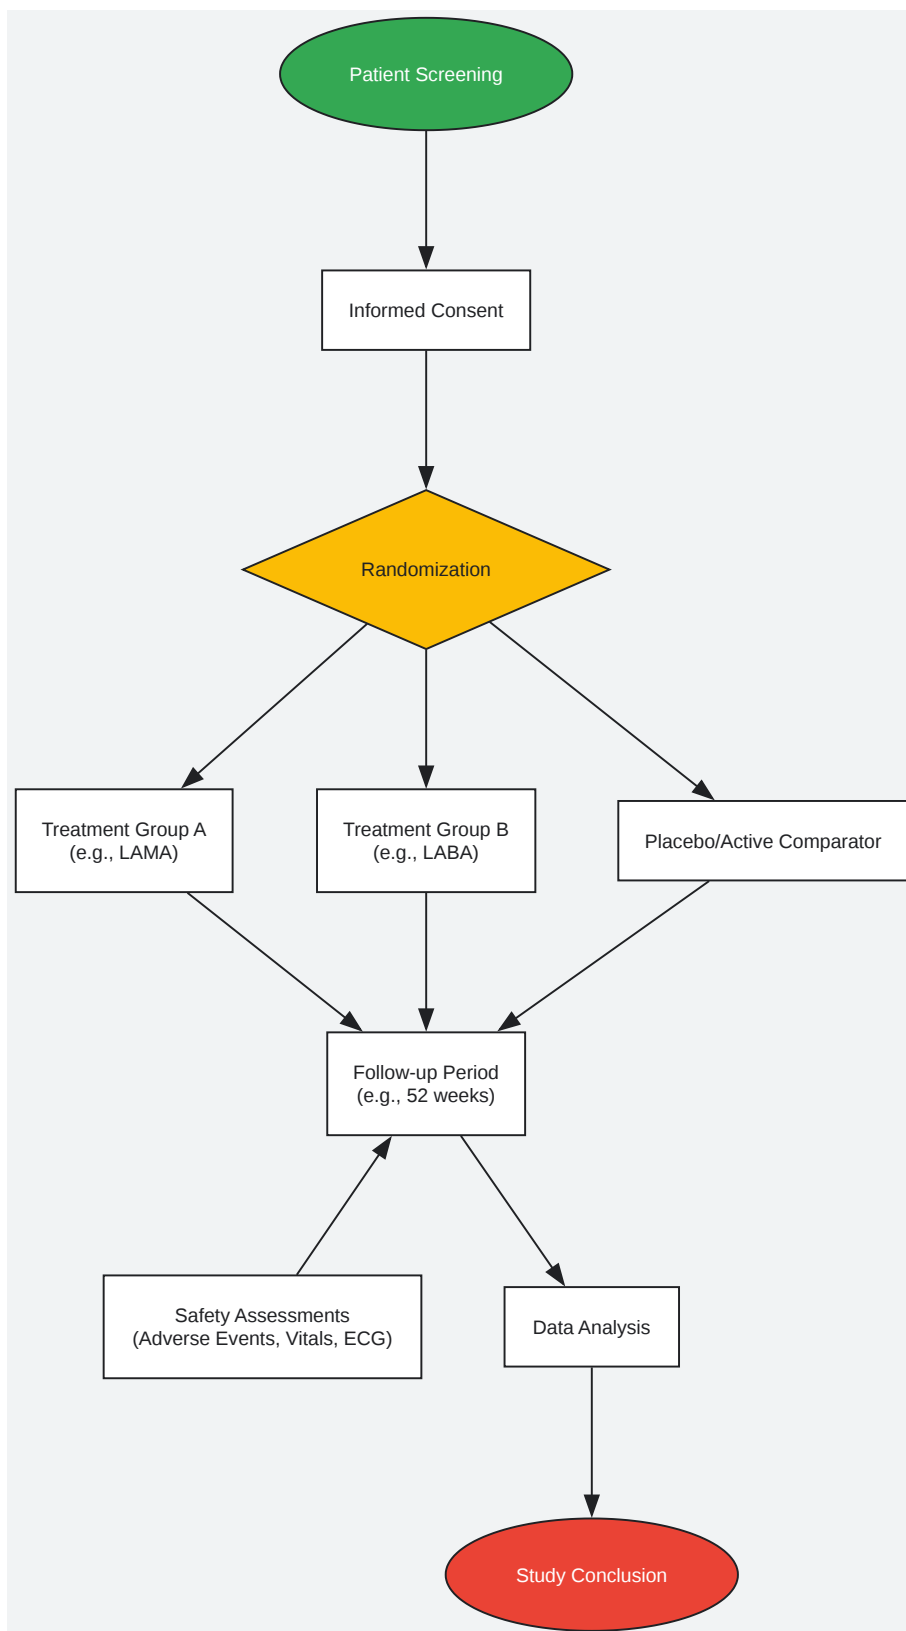 Patient Screening
Informed Consent
Randomization
Treatment Group A
(e.g., LAMA)
Treatment Group B
(e.g., LABA)
Placebo/Active Comparator
Follow-up Period
(e.g., 52 weeks)
Safety Assessments
(Adverse Events, Vitals, ECG)
Data Analysis
Study Conclusion